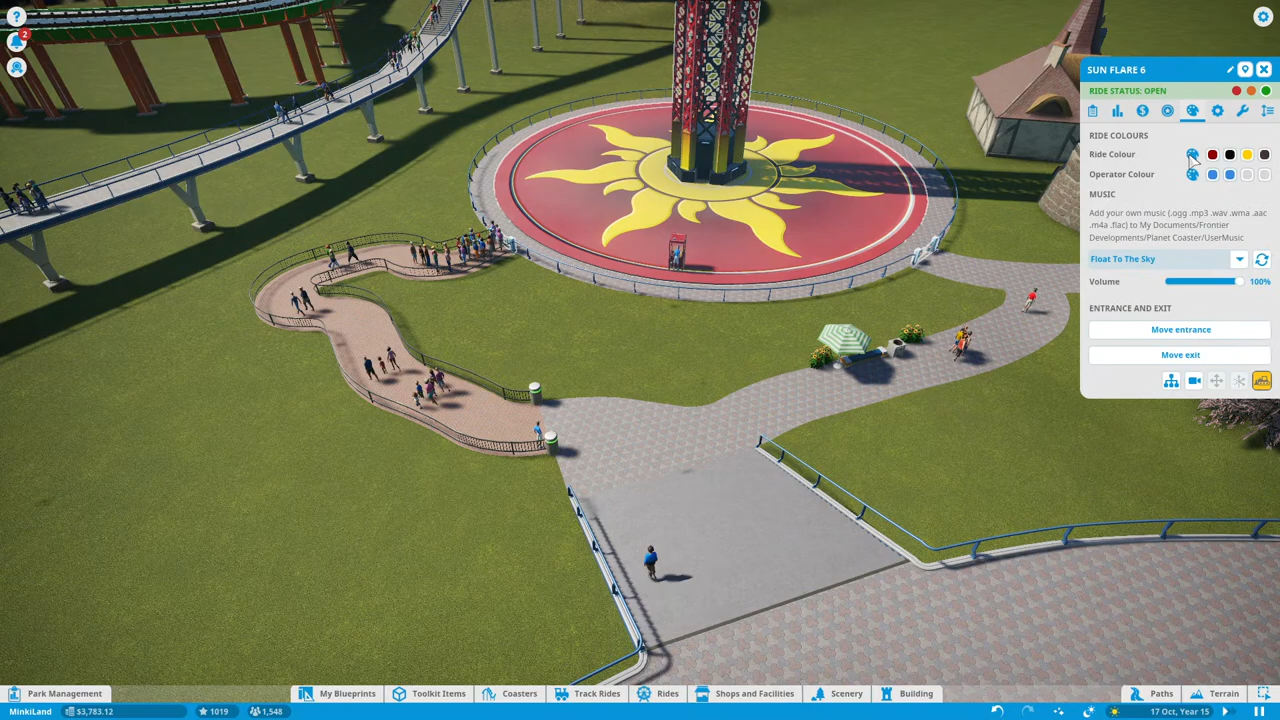 ?
2
SUN FLARE 6
RIDE STATUS: OPEN
RIDE COLOURS
Ride Colour
Operator Colour
MUSIC
Add your own music (.ogg .mp3 .wav .wma .aac
.m4a .flac) to My Documents/Frontier
Developments/Planet Coaster/UserMusic
Float To The Sky
Volume 100%
ENTRANCE AND EXIT
Move entrance
Move exit
Park Management My Blueprints Toolkit Items Coasters Track Rides Rides Shops and Facilities Scenery Building Paths Terrain
MinkiLand $3,783.12 1019 1,548 17 Oct, Year 15